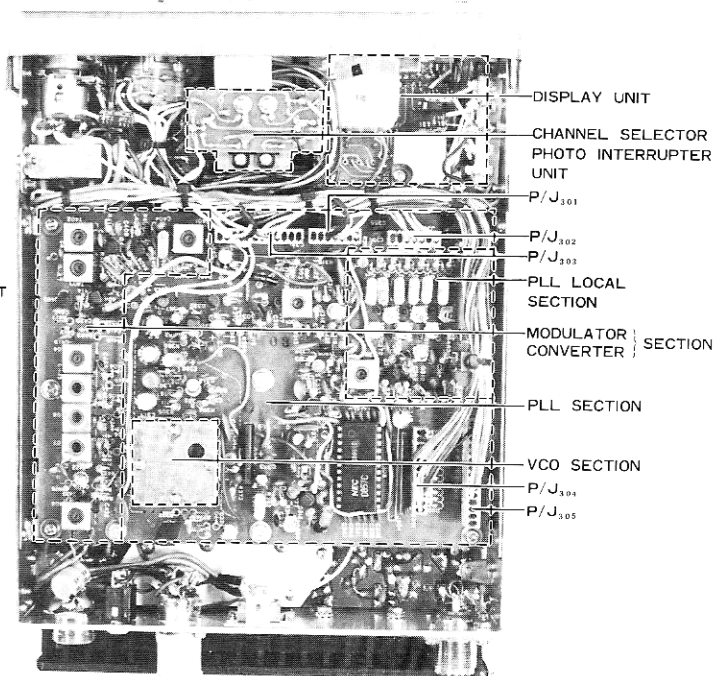 DISPLAY UNIT
CHANNEL SELECTOR
PHOTO INTERRUPTER
UNIT
P/J301
P/J302
P/J303
PLL LOCAL
SECTION
T
MODULATOR
CONVERTER } SECTION
PLL SECTION
VCO SECTION
P/J304
P/J305
NEC